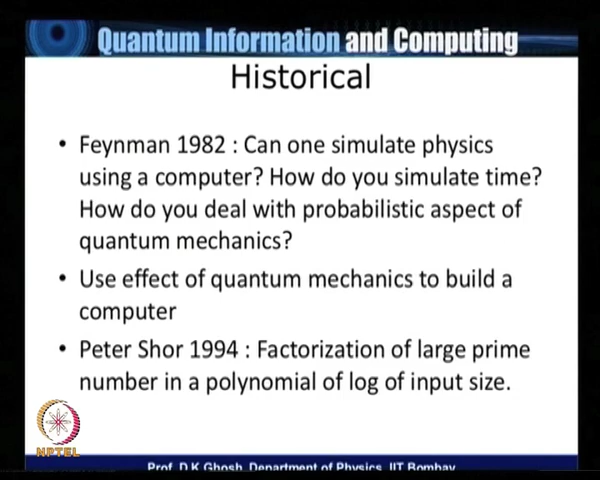 Quantum Information and Computing
Historical
• Feynman 1982 : Can one simulate physics
using a computer? How do you simulate time?
How do you deal with probabilistic aspect of
quantum mechanics?
• Use effect of quantum mechanics to build a
computer
• Peter Shor 1994 : Factorization of large prime
number in a polynomial of log of input size.
NPTEL
Prof. D.K Ghosh, Department of Physics, IIT Bombay